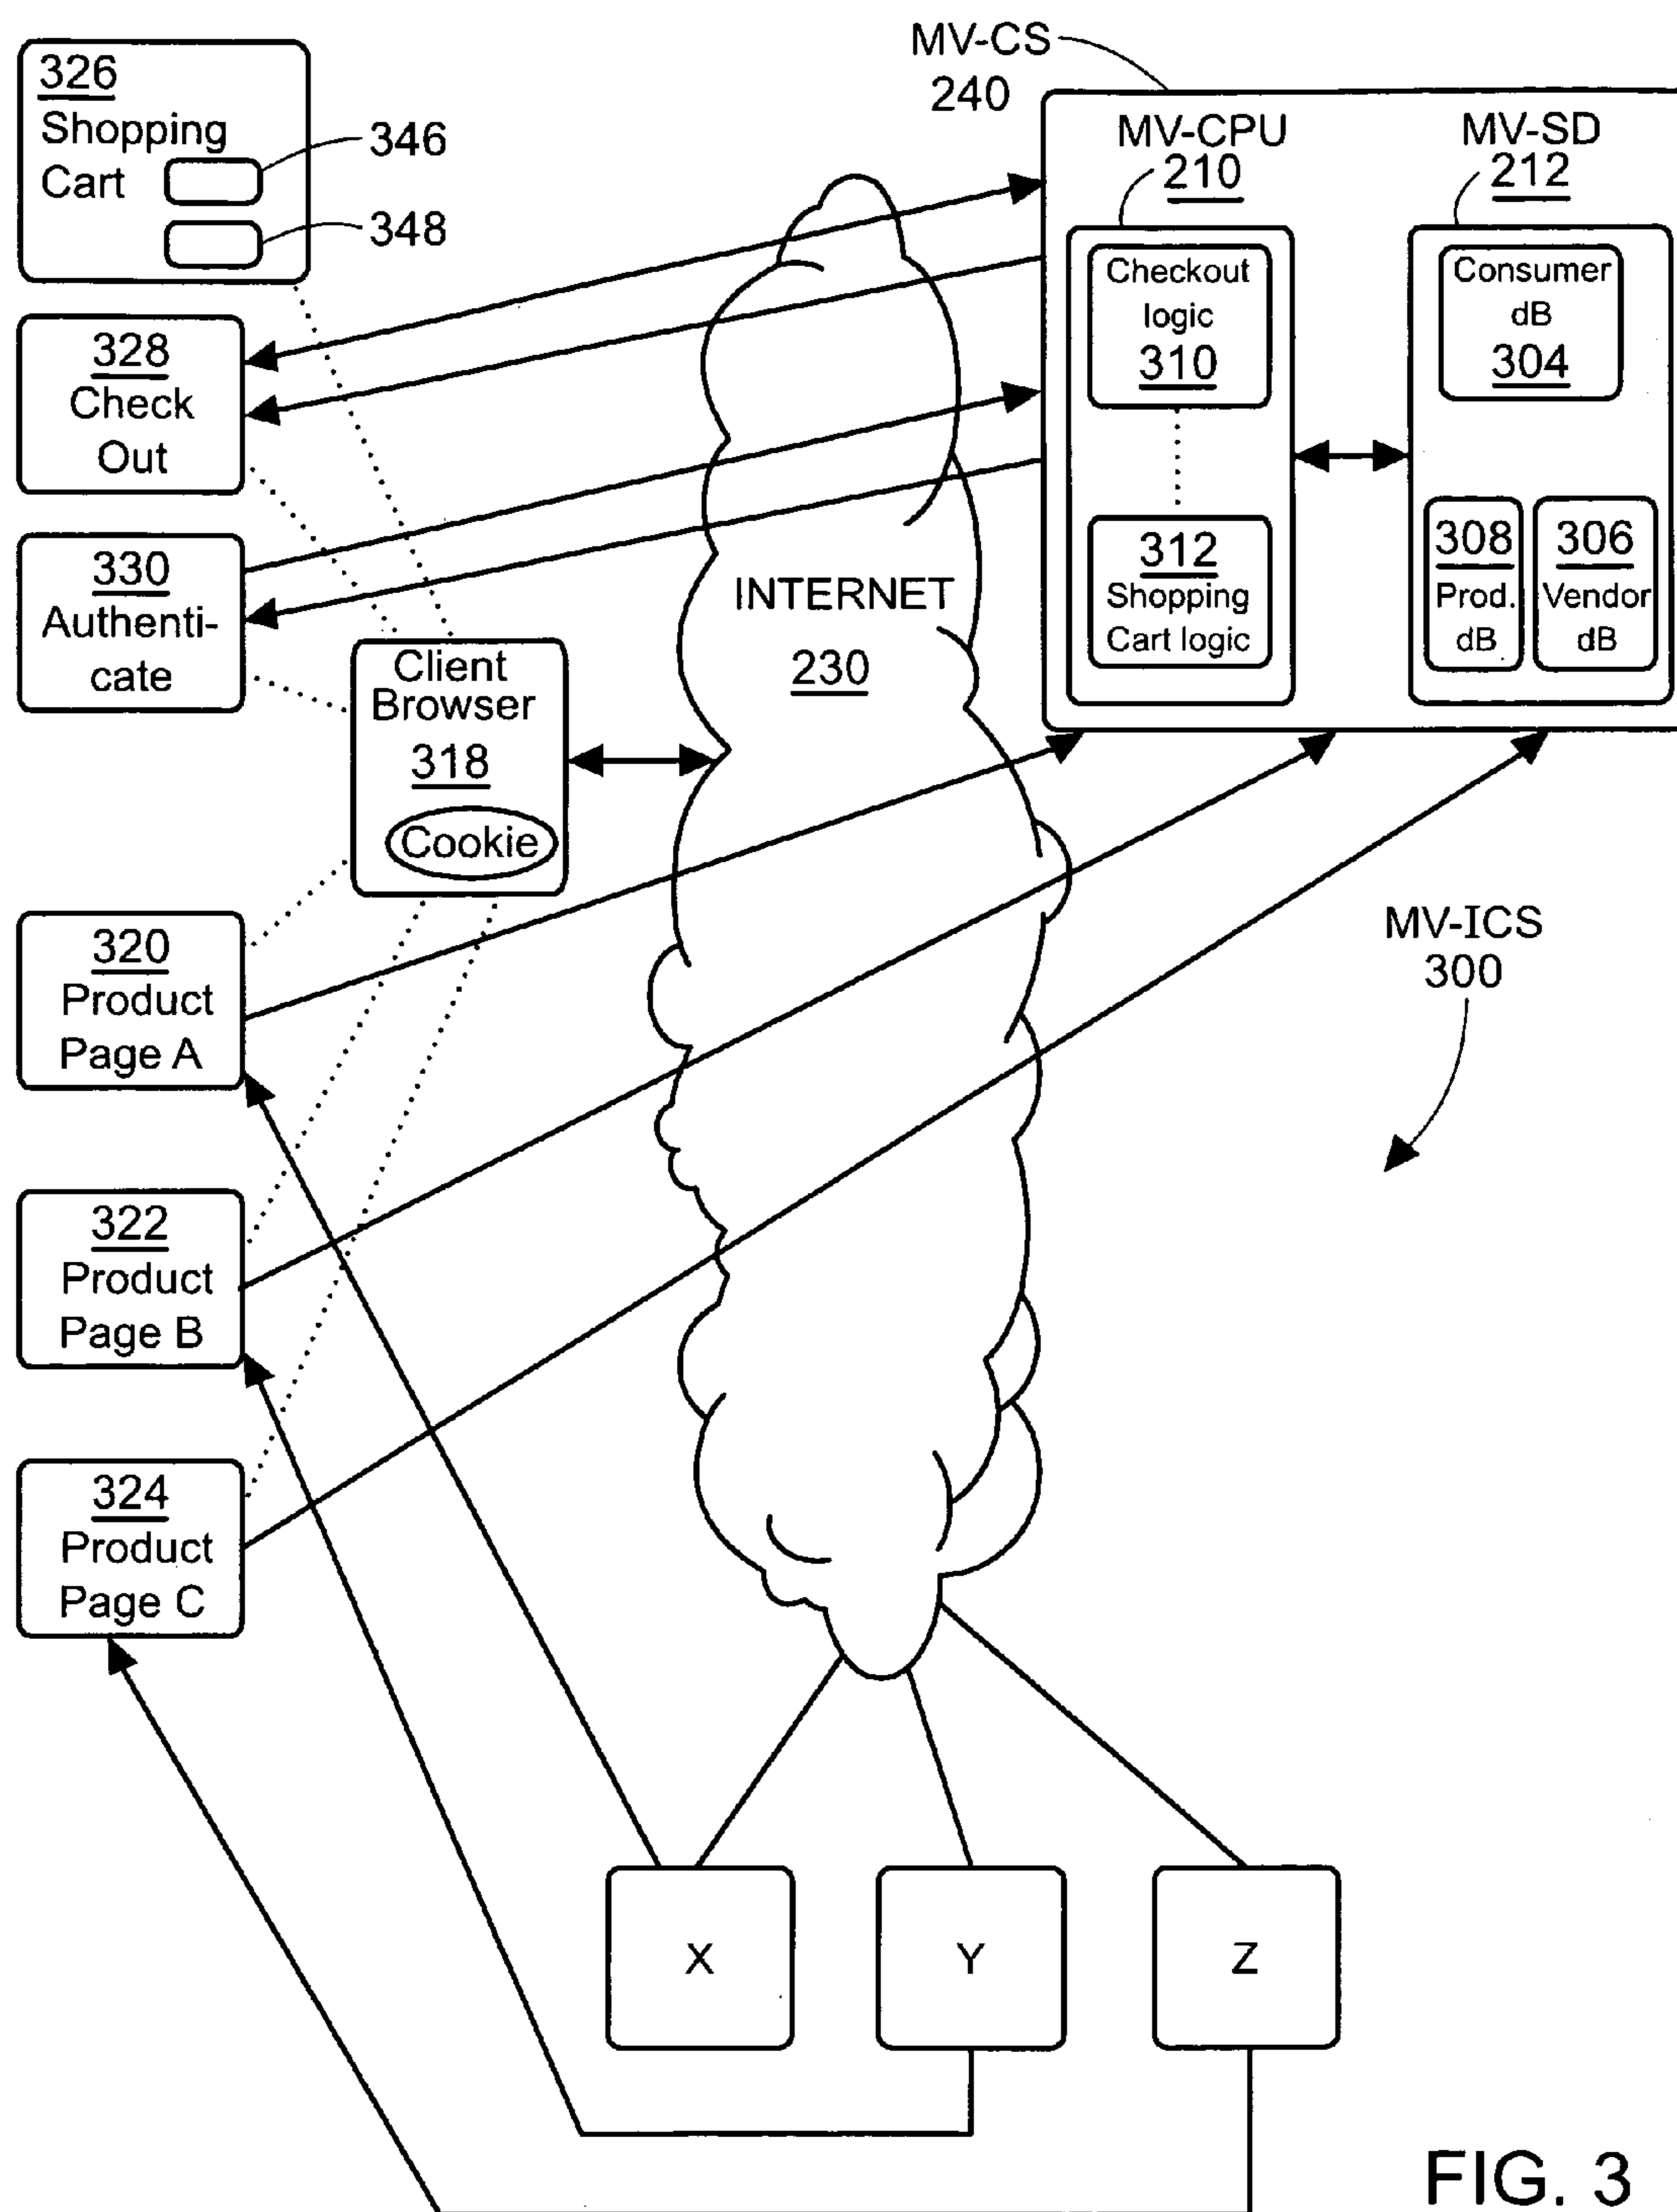 326
Shopping
Cart
346
348
328
Check
Out
330
Authenti-
cate
Client
Browser
318
Cookie
320
Product
Page A
322
Product
Page B
324
Product
Page C
INTERNET
230
MV-CS
240
MV-CPU
210
Checkout
logic
310
312
Shopping
Cart logic
MV-SD
212
Consumer
dB
304
308
Prod.
dB
306
Vendor
dB
MV-ICS
300
X
Y
Z
FIG. 3